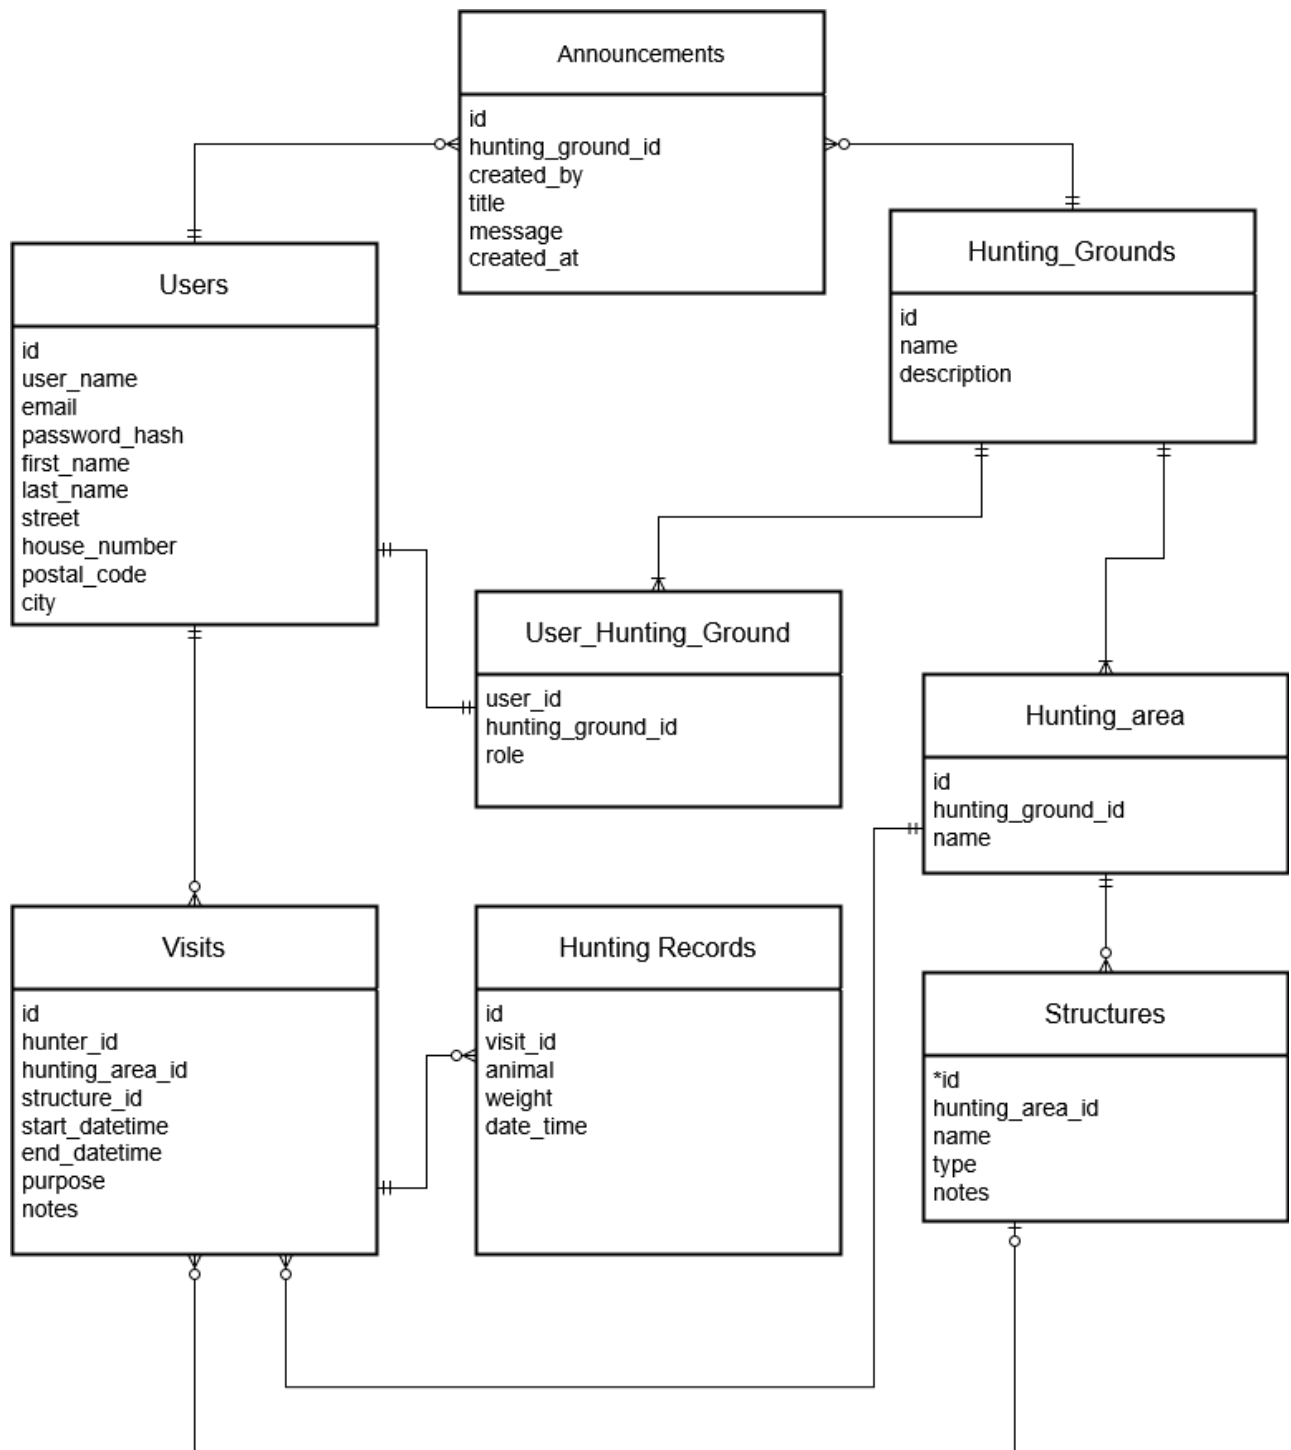 Announcements
id
hunting_ground_id
created_by
title
message
created_at
Hunting_Grounds
id
name
description
Users
id
user_name
email
password_hash
first_name
last_name
street
house_number
postal_code
city
User_Hunting_Ground
user_id
hunting_ground_id
role
Hunting_area
id
hunting_ground_id
name
Visits
id
hunter_id
hunting_area_id
structure_id
start_datetime
end_datetime
purpose
notes
Hunting Records
id
visit_id
animal
weight
date_time
Structures
*id
hunting_area_id
name
type
notes